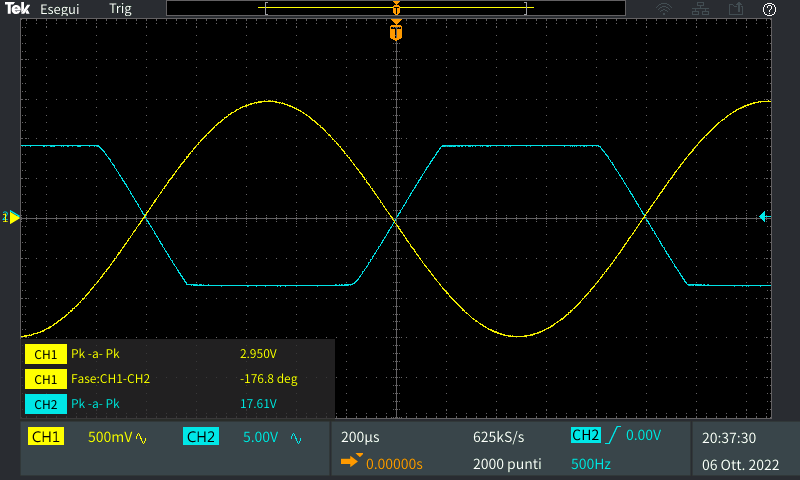 Tek Esegui Trig T
T
CH1 Pk -a- Pk 2.950V
CH1 Fase:CH1-CH2 -176.8 deg
CH2 Pk -a- Pk 17.61V
CH1 500mV CH2 5.00V 200µs 625kS/s CH2 0.00V 20:37:30
0.00000s 2000 punti 500Hz 06 Ott. 2022